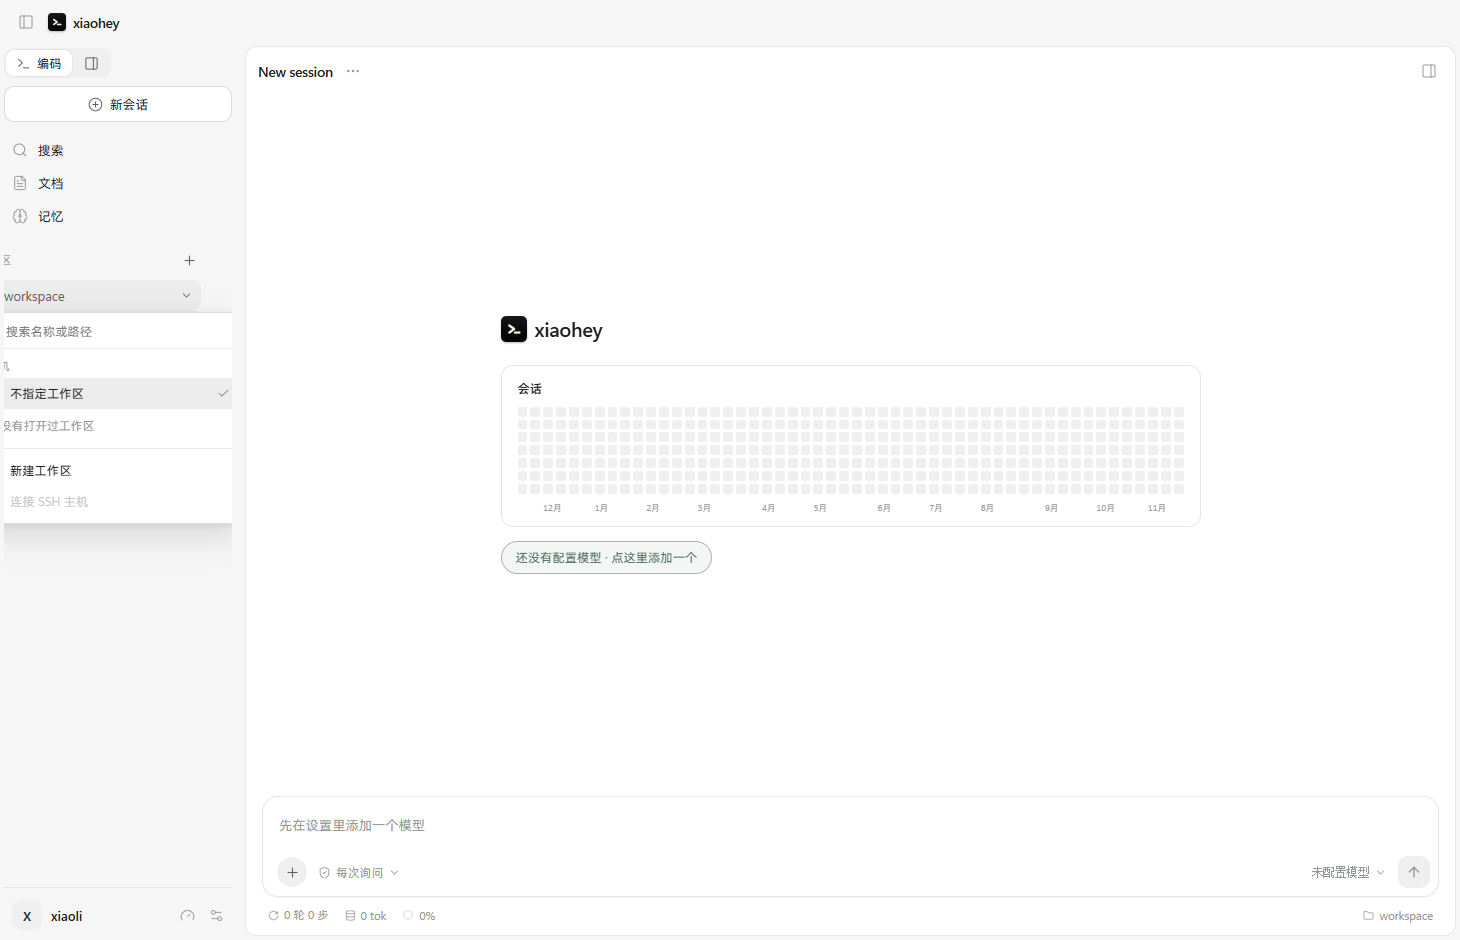 xiaohey
编码
新会话
搜索
文档
记忆
区
workspace
搜索名称或路径
机
不指定工作区
没有打开过工作区
新建工作区
连接 SSH 主机
X xiaoli
New session
xiaohey
会话
12月 1月 2月 3月 4月 5月 6月 7月 8月 9月 10月 11月
还没有配置模型 · 点这里添加一个
先在设置里添加一个模型
每次询问
未配置模型
0 轮 0 步 0 tok 0%
workspace